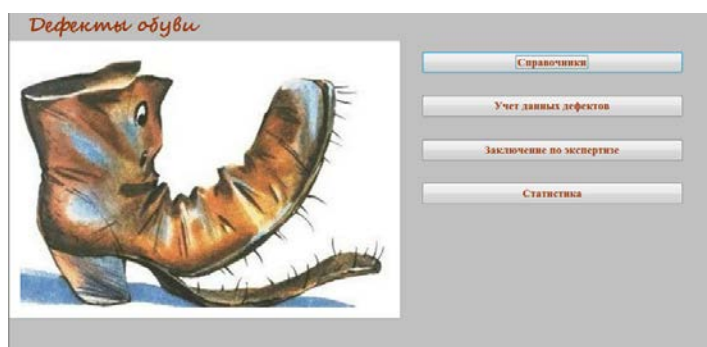 Дефекты обуви
Справочники
Учет данных дефектов
Заключение по экспертизе
Статистика